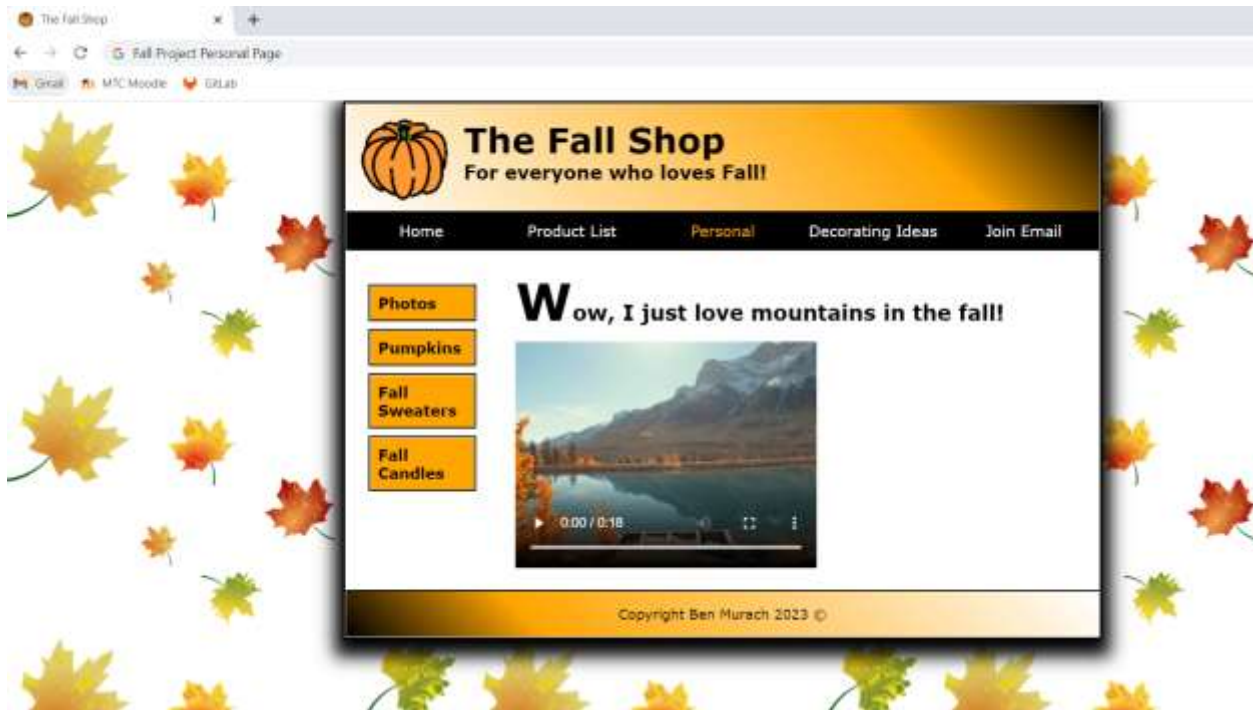 The Fall Shop
Fall Project Personal Page
Gmail MTC Moodle GitLab
The Fall Shop
For everyone who loves Fall!
Home Product List Personal Decorating Ideas Join Email
Photos
Pumpkins
Fall
Sweaters
Fall
Candles
Wow, I just love mountains in the fall!
0:00 / 0:18
Copyright Ben Murach 2023 ©